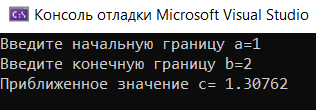 Консоль отладки Microsoft Visual Studio
Введите начальную границу a=1
Введите конечную границу b=2
Приближенное значение c= 1.30762